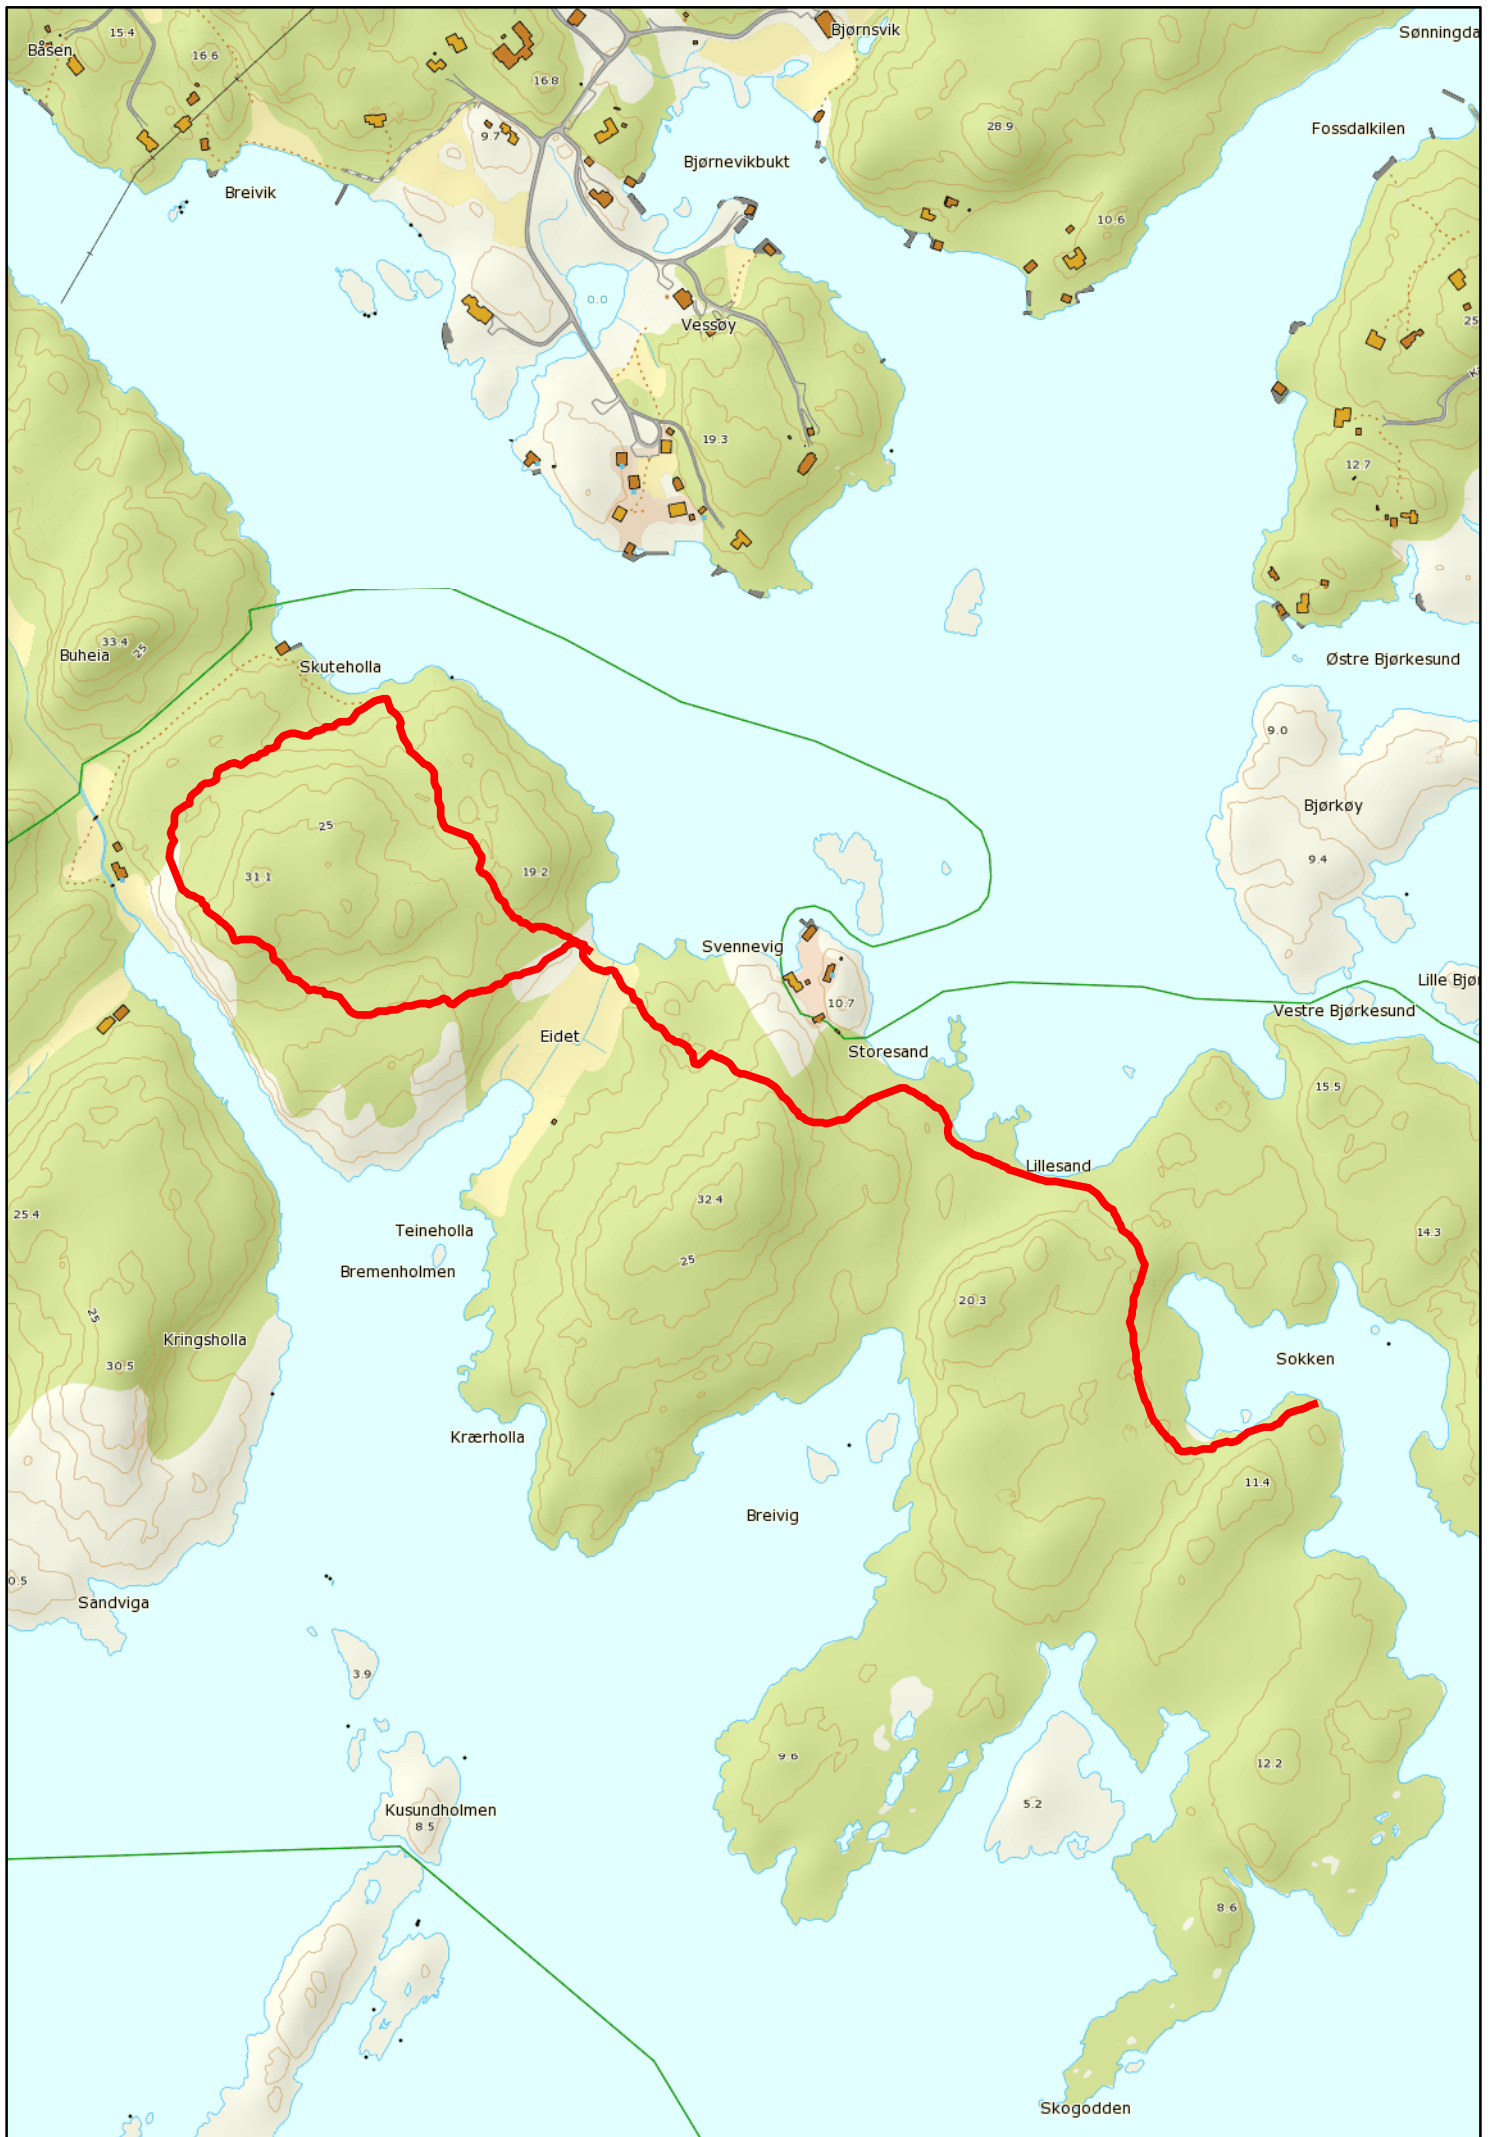 Bjørnsvik
Sønningda
15.4
Båsen
16.6
16.8
Fossdalkilen
28.9
9.7
Bjørnevikbukt
Breivik
10.6
0.0
Vessøy
25
Ki
19.3
12.7
33.4
25
Buheia
Skuteholla
Østre Bjørkesund
9.0
Bjørkøy
25
9.4
31.1
19.2
Svennevig
Lille Bjør
10.7
Vestre Bjørkesund
Eidet
Storesand
15.5
Lillesand
32.4
25.4
Teineholla
14.3
25
Bremenholmen
20.3
25
Kringsholla
Sokken
30.5
Krærholla
11.4
Breivig
0.5
Sandviga
3.9
9.6
12.2
5.2
Kusundholmen
8.5
8.6
Skogodden